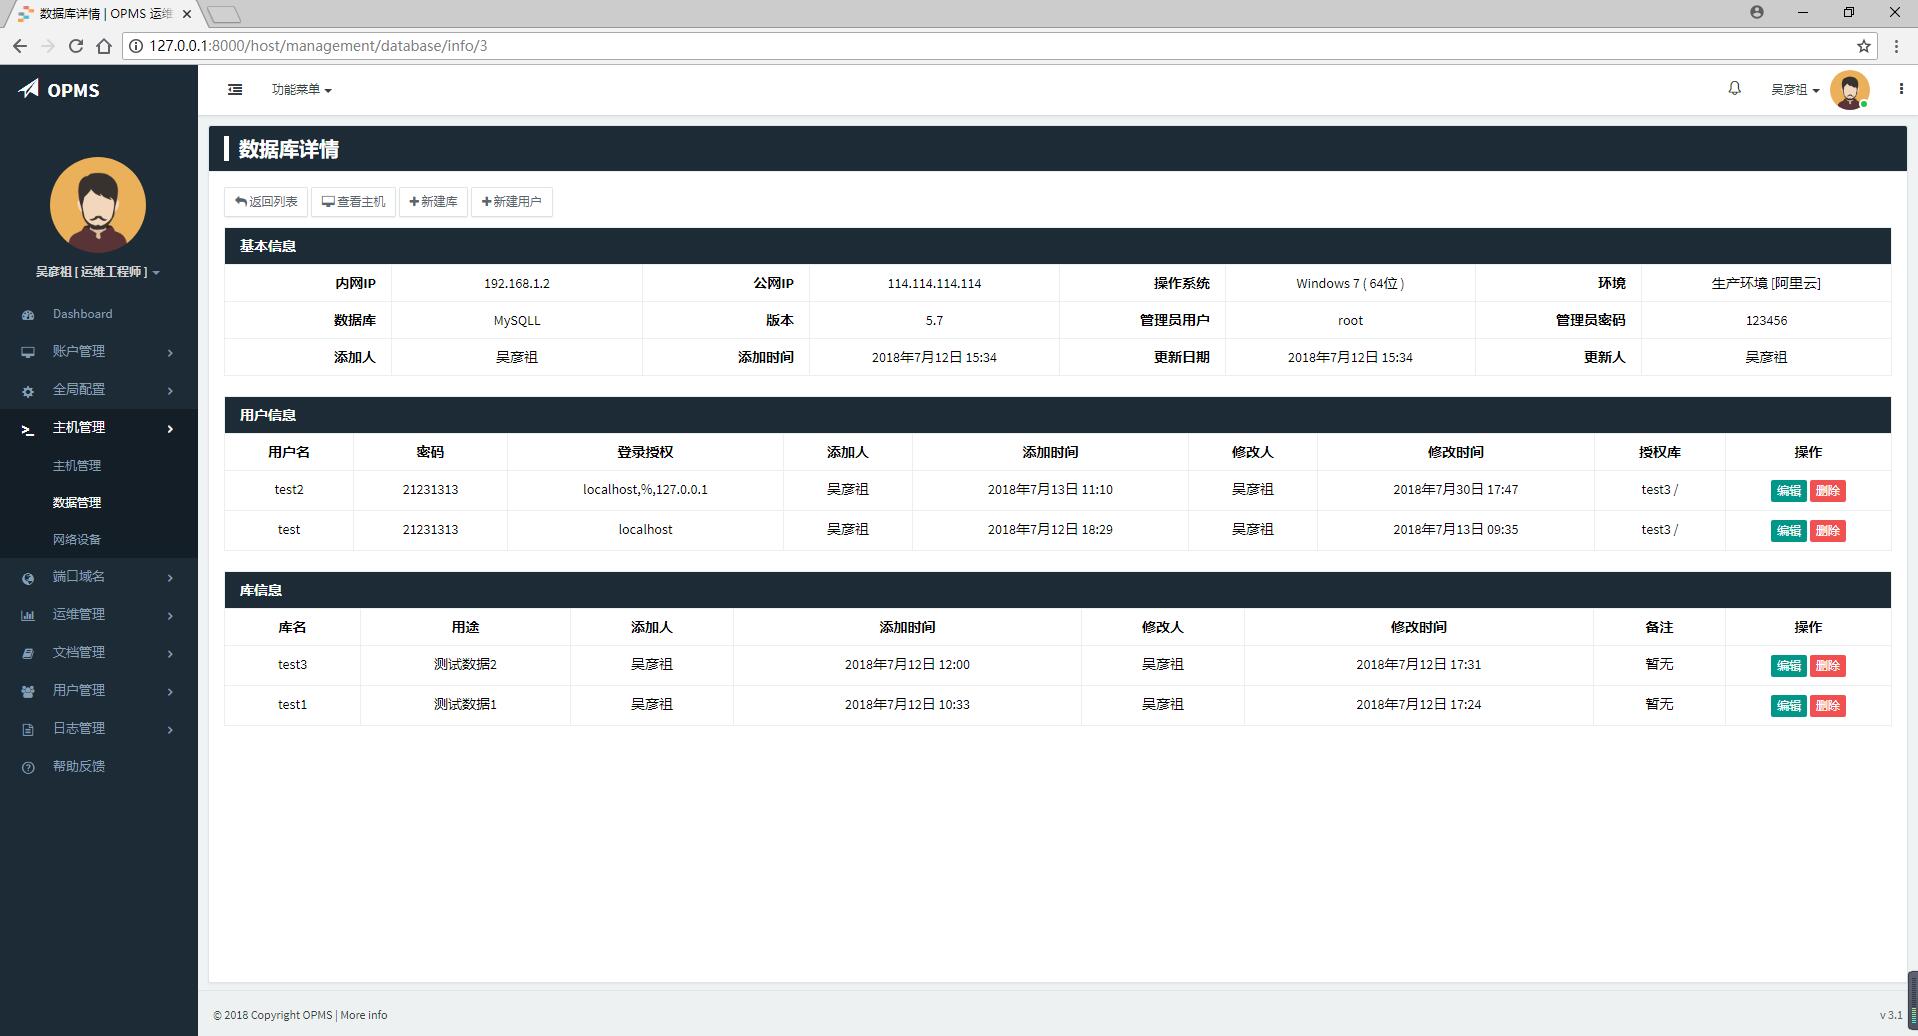 数据库详情 | OPMS 运维
127.0.0.1:8000/host/management/database/info/3
OPMS
功能菜单
吴彦祖
吴彦祖 [ 运维工程师 ]
Dashboard
账户管理
全局配置
主机管理
主机管理
数据管理
网络设备
端口域名
运维管理
文档管理
用户管理
日志管理
帮助反馈
数据库详情
返回列表 查看主机 新建库 新建用户
基本信息
内网IP 192.168.1.2 公网IP 114.114.114.114 操作系统 Windows 7 ( 64位 ) 环境 生产环境 [阿里云]
数据库 MySQLL 版本 5.7 管理员用户 root 管理员密码 123456
添加人 吴彦祖 添加时间 2018年7月12日 15:34 更新日期 2018年7月12日 15:34 更新人 吴彦祖
用户信息
用户名 密码 登录授权 添加人 添加时间 修改人 修改时间 授权库 操作
test2 21231313 localhost,%,127.0.0.1 吴彦祖 2018年7月13日 11:10 吴彦祖 2018年7月30日 17:47 test3 / 编辑 删除
test 21231313 localhost 吴彦祖 2018年7月12日 18:29 吴彦祖 2018年7月13日 09:35 test3 / 编辑 删除
库信息
库名 用途 添加人 添加时间 修改人 修改时间 备注 操作
test3 测试数据2 吴彦祖 2018年7月12日 12:00 吴彦祖 2018年7月12日 17:31 暂无 编辑 删除
test1 测试数据1 吴彦祖 2018年7月12日 10:33 吴彦祖 2018年7月12日 17:24 暂无 编辑 删除
© 2018 Copyright OPMS | More info
v 3.1